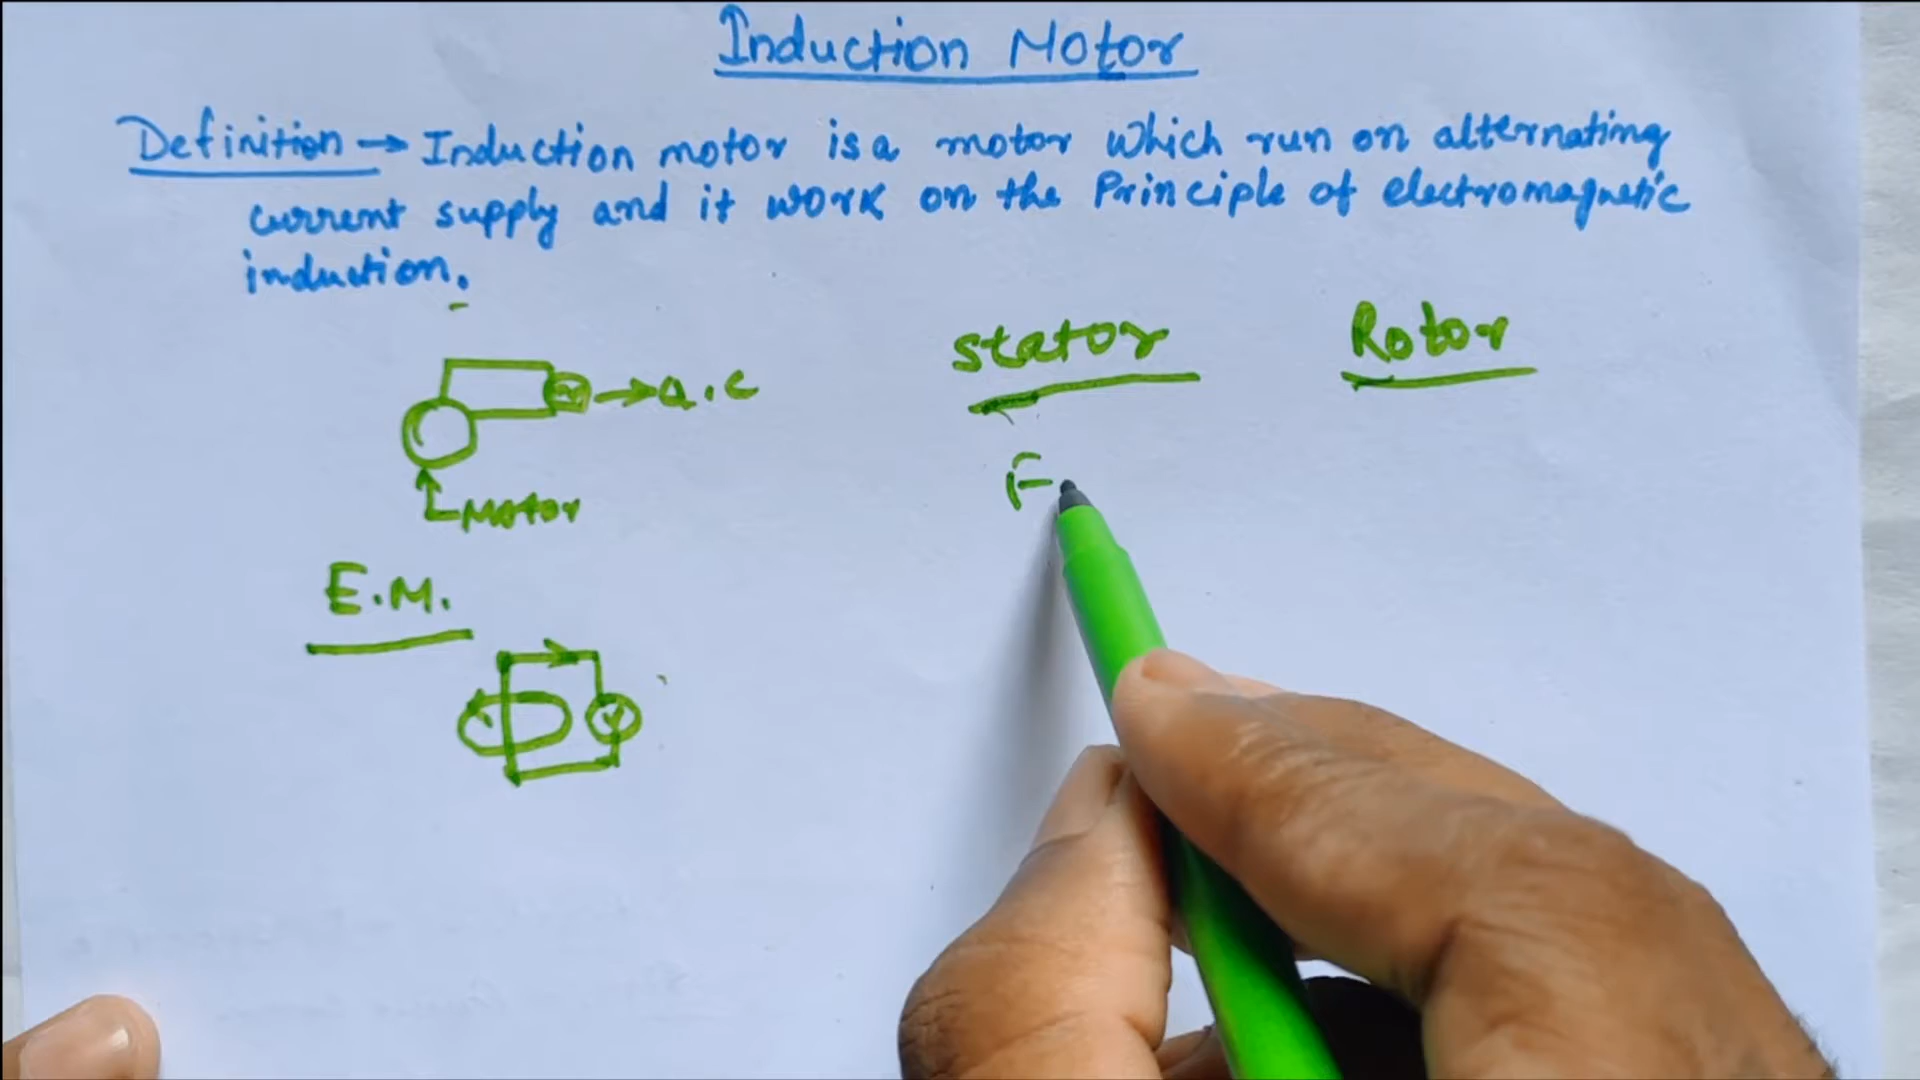 Induction Motor
Definition → Induction motor is a motor which run on alternating
current supply and it work on the Principle of electromagnetic
induction.
Stator
Rotor
→ a.c
F
Motor
E.M.
V